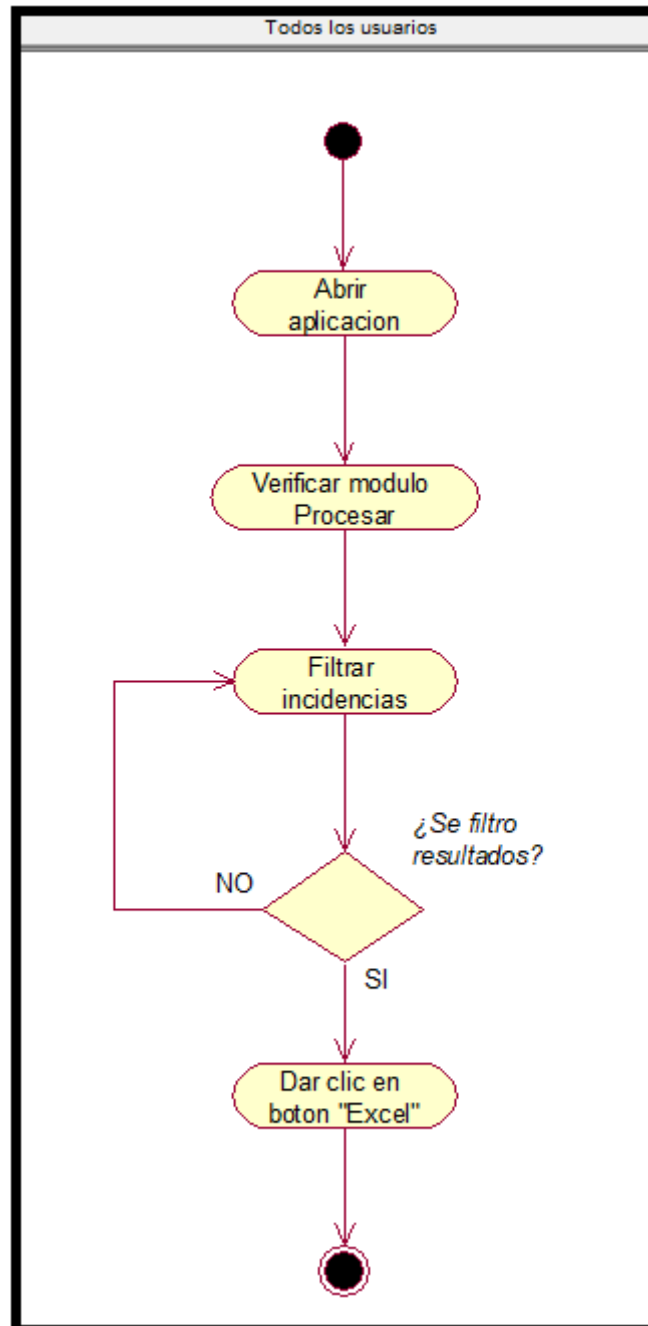 Todos los usuarios
Abrir
aplicacion
Verificar modulo
Procesar
Filtrar
incidencias
¿Se filtro
resultados?
NO
SI
Dar clic en
boton "Excel"